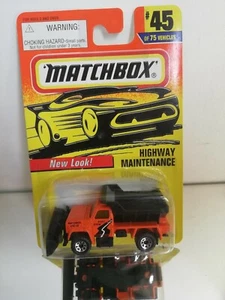 WARNING:
CHOKING HAZARD-Small parts.
Not for children under 3 years.
#45
OF 75 VEHICLES
MATCHBOX
New Look!
HIGHWAY
MAINTENANCE